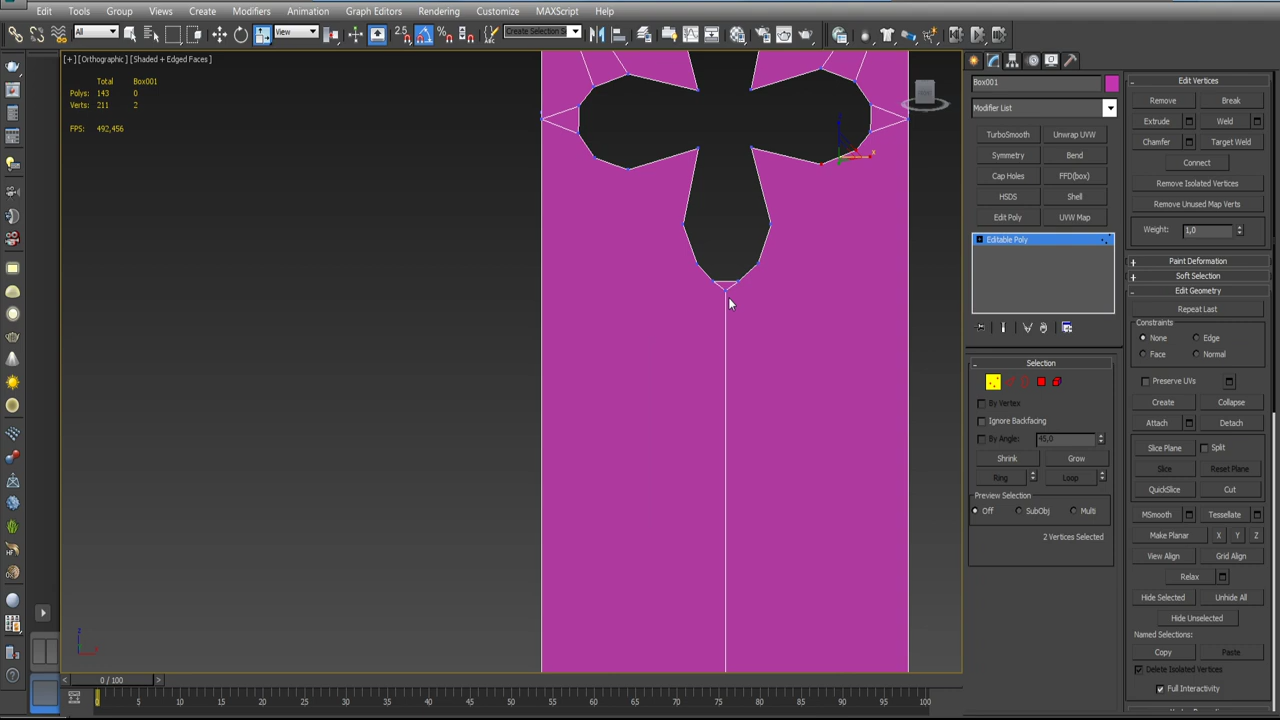 Edit Tools Group Views Create Modifiers Animation Graph Editors Rendering Customize MAXScript Help
All View 2.5 Create Selection S
[+] [Orthographic] [Shaded + Edged Faces]
Total Box001
Polys: 143 0
Verts: 211 2
FPS: 492,456
x
Box001
Modifier List
TurboSmooth Unwrap UVW
Symmetry Bend
Cap Holes FFD(box)
HSDS Shell
Edit Poly UVW Map
Editable Poly
Selection
By Vertex
Ignore Backfacing
By Angle: 45,0
Shrink Grow
Ring Loop
Preview Selection
Off SubObj Multi
2 Vertices Selected
Edit Vertices
Remove Break
Extrude Weld
Chamfer Target Weld
Connect
Remove Isolated Vertices
Remove Unused Map Verts
Weight: 1,0
Paint Deformation
Soft Selection
Edit Geometry
Repeat Last
Constraints
None Edge
Face Normal
Preserve UVs
Create Collapse
Attach Detach
Slice Plane Split
Slice Reset Plane
QuickSlice Cut
MSmooth Tessellate
Make Planar X Y Z
View Align Grid Align
Relax
Hide Selected Unhide All
Hide Unselected
Named Selections:
Copy Paste
Delete Isolated Vertices
Full Interactivity
0 / 100
0 5 10 15 20 25 30 35 40 45 50 55 60 65 70 75 80 85 90 95 100